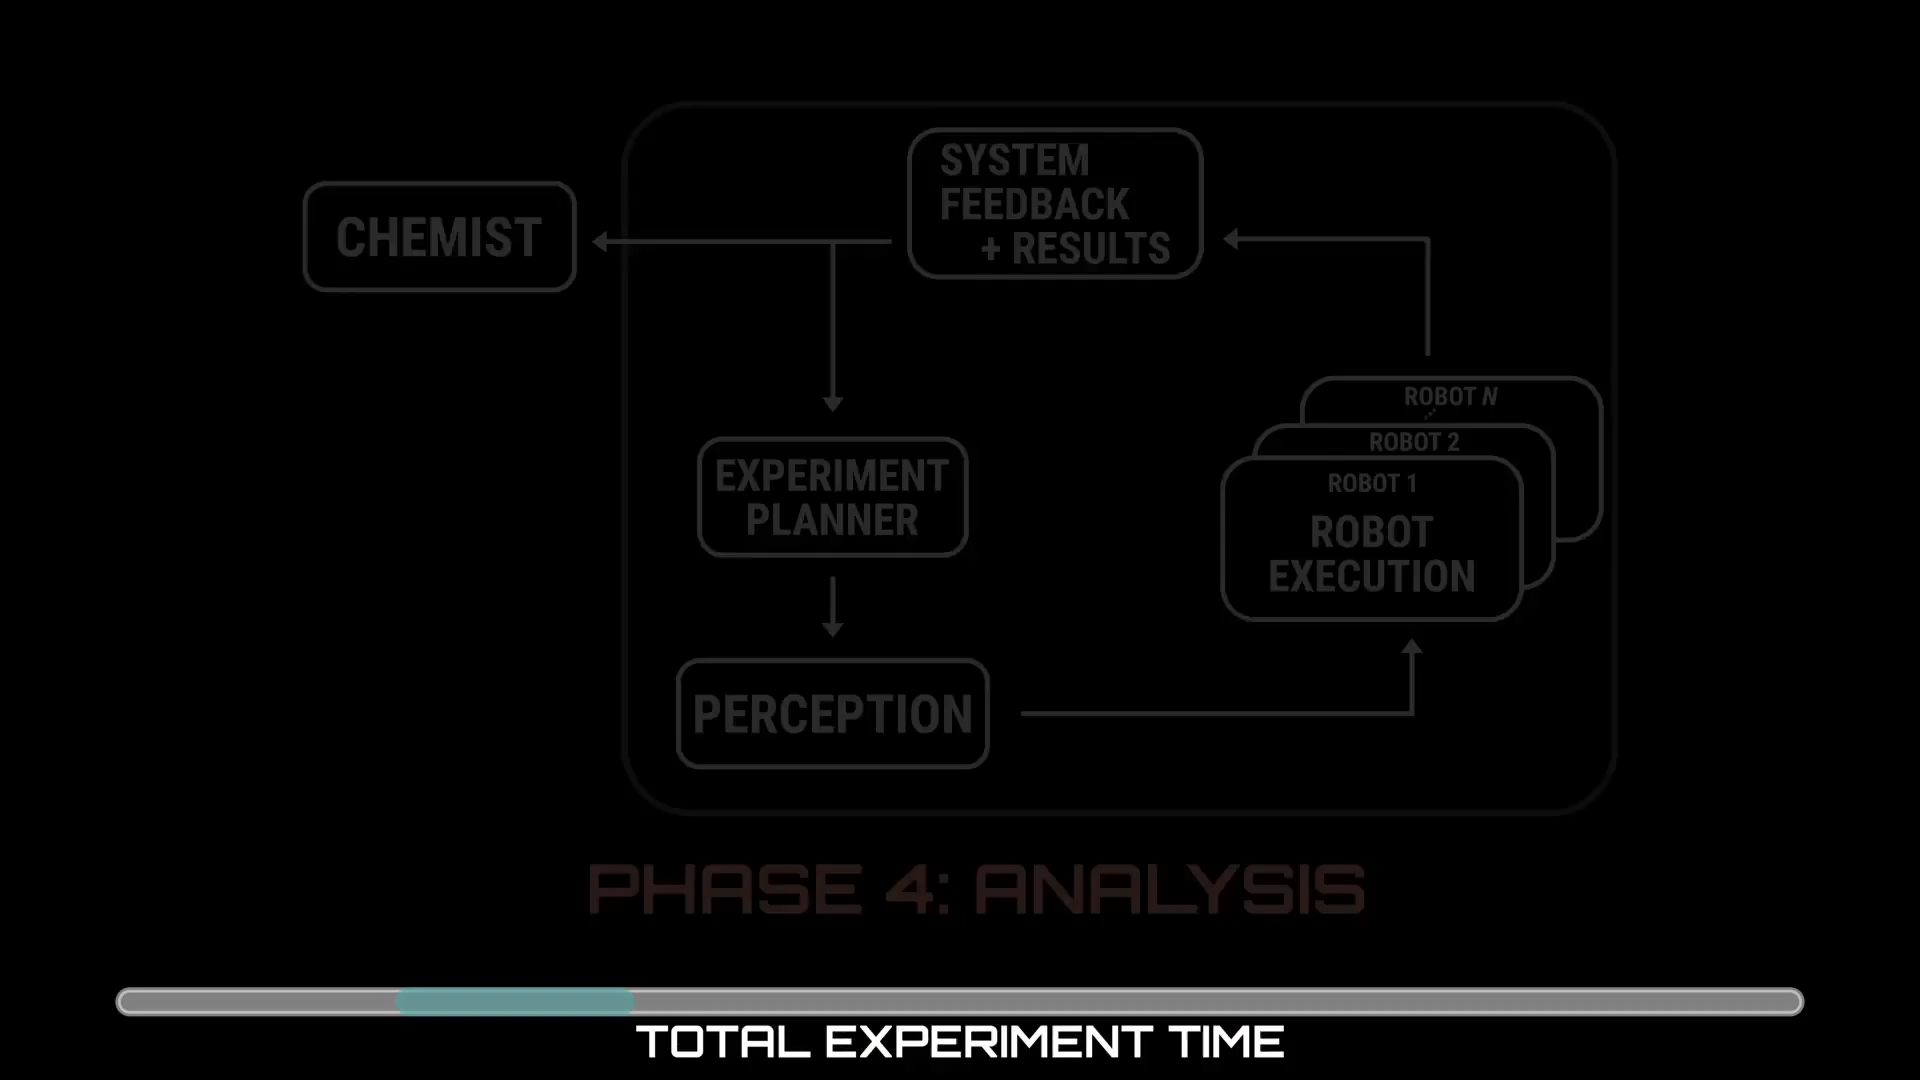 SYSTEM
FEEDBACK
+ RESULTS
CHEMIST
ROBOT N
ROBOT 2
ROBOT 1
ROBOT
EXECUTION
EXPERIMENT
PLANNER
PERCEPTION
PHASE 4: ANALYSIS
TOTAL EXPERIMENT TIME